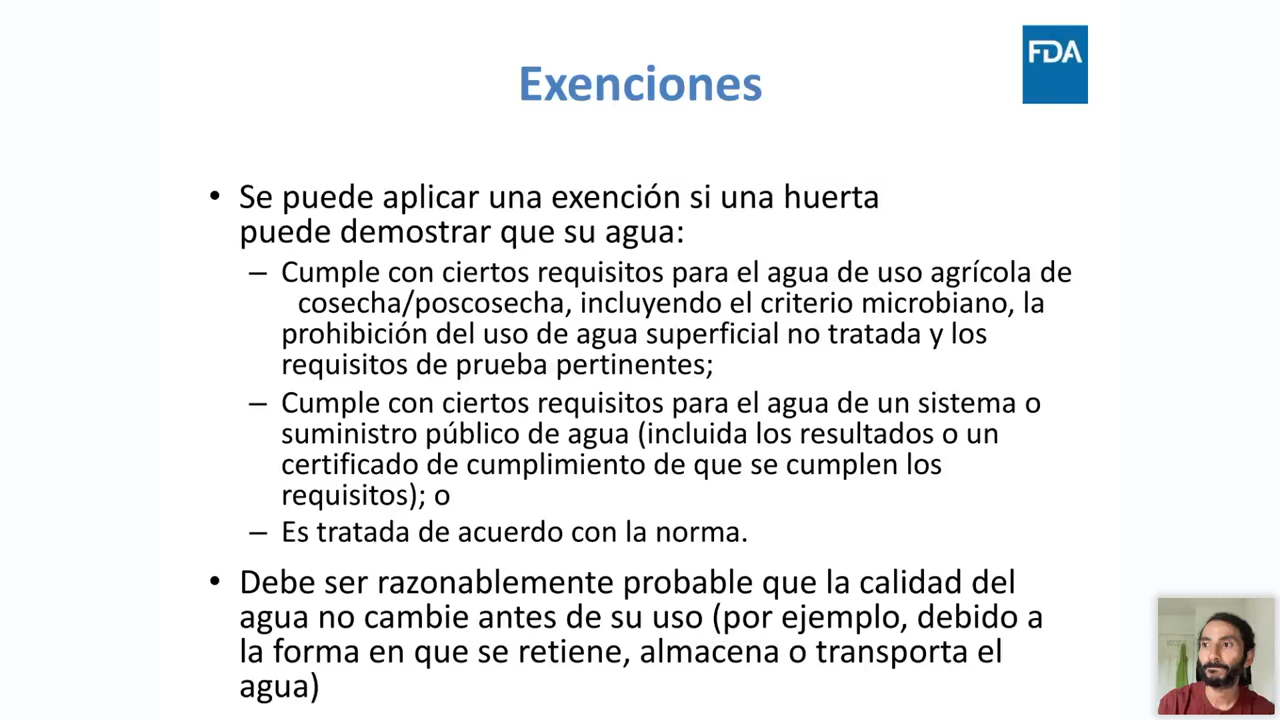 FDA
Exenciones
• Se puede aplicar una exención si una huerta
puede demostrar que su agua:
– Cumple con ciertos requisitos para el agua de uso agrícola de
cosecha/poscosecha, incluyendo el criterio microbiano, la
prohibición del uso de agua superficial no tratada y los
requisitos de prueba pertinentes;
– Cumple con ciertos requisitos para el agua de un sistema o
suministro público de agua (incluida los resultados o un
certificado de cumplimiento de que se cumplen los
requisitos); o
– Es tratada de acuerdo con la norma.
• Debe ser razonablemente probable que la calidad del
agua no cambie antes de su uso (por ejemplo, debido a
la forma en que se retiene, almacena o transporta el
agua)